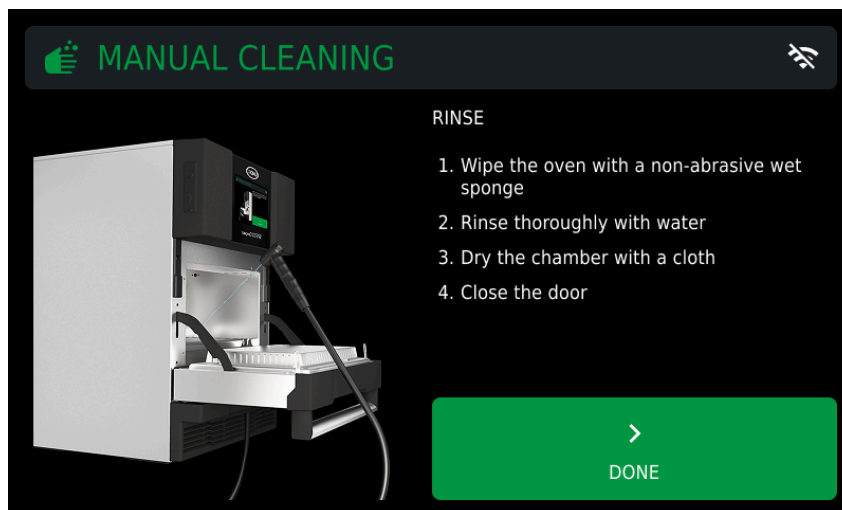 MANUAL CLEANING
RINSE
1. Wipe the oven with a non-abrasive wet
sponge
2. Rinse thoroughly with water
3. Dry the chamber with a cloth
4. Close the door
DONE